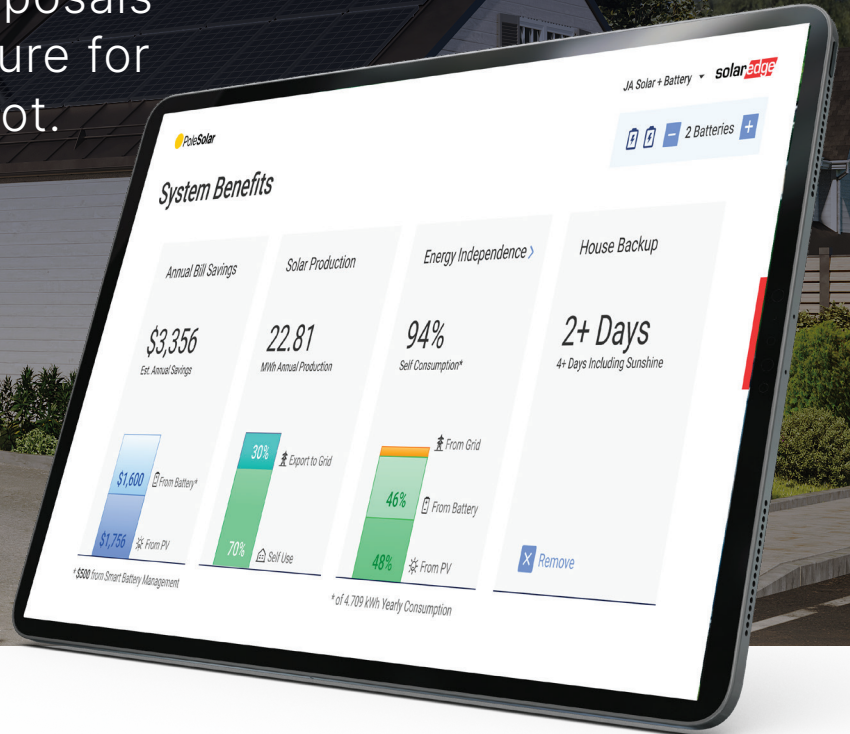 ure for
ot.
JA Solar + Battery
solaredge
2 Batteries
PoleSolar
System Benefits
Annual Bill Savings
$3,356
Est. Annual Savings
$1,600
From Battery*
$1,756
From PV
* $500 from Smart Battery Management
Solar Production
22.81
MWh Annual Production
30%
Export to Grid
70%
Self Use
Energy Independence >
94%
Self Consumption*
From Grid
46%
From Battery
48%
From PV
* of 4.709 kWh Yearly Consumption
House Backup
2+ Days
4+ Days Including Sunshine
X Remove